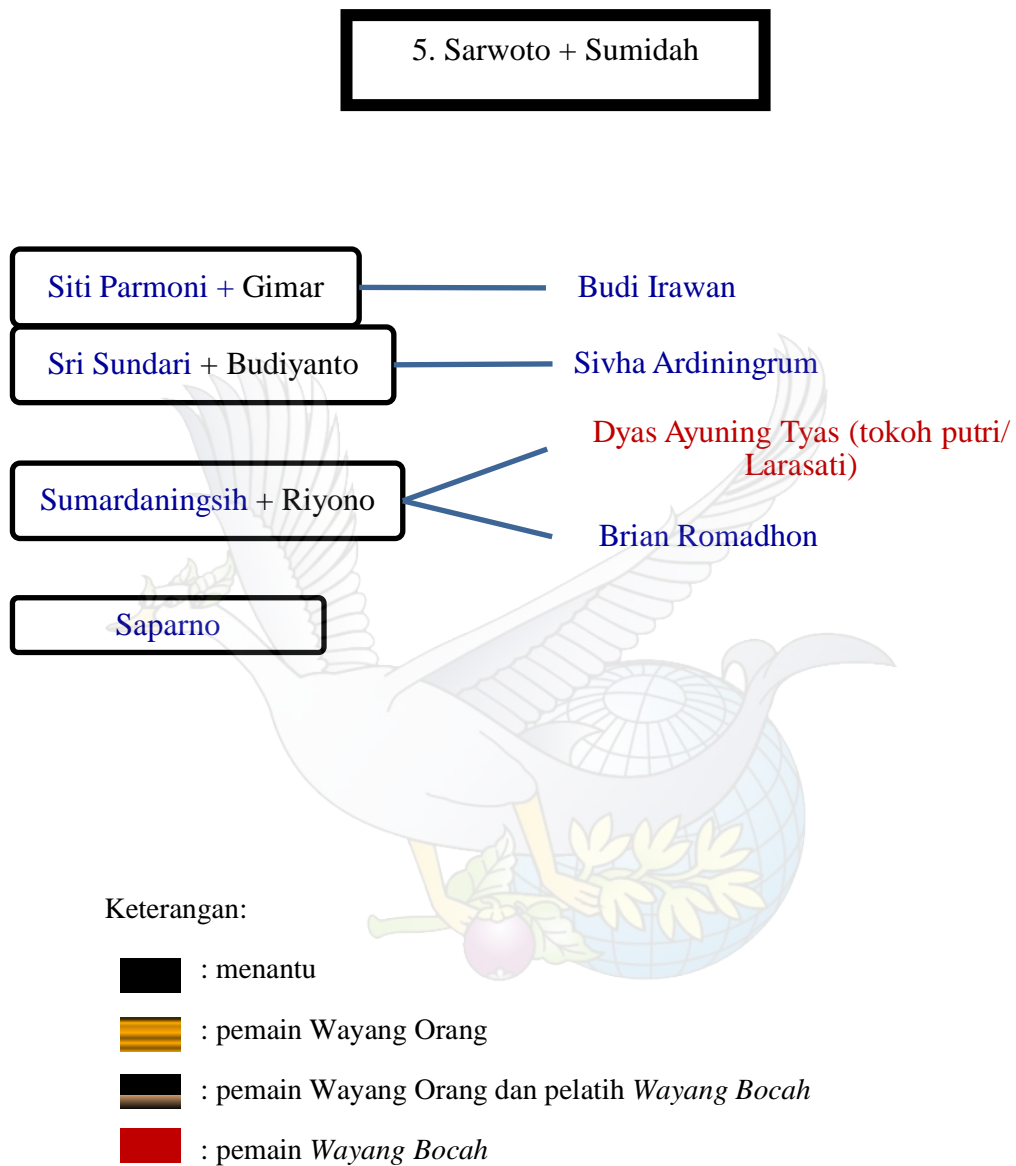 5. Sarwoto + Sumidah
Siti Parmoni + Gimar
Budi Irawan
Sri Sundari + Budiyanto
Sivha Ardiningrum
Dyas Ayuning Tyas (tokoh putri/
Larasati)
Sumardaningsih + Riyono
Brian Romadhon
Saparno
Keterangan:
: menantu
: pemain Wayang Orang
: pemain Wayang Orang dan pelatih Wayang Bocah
: pemain Wayang Bocah